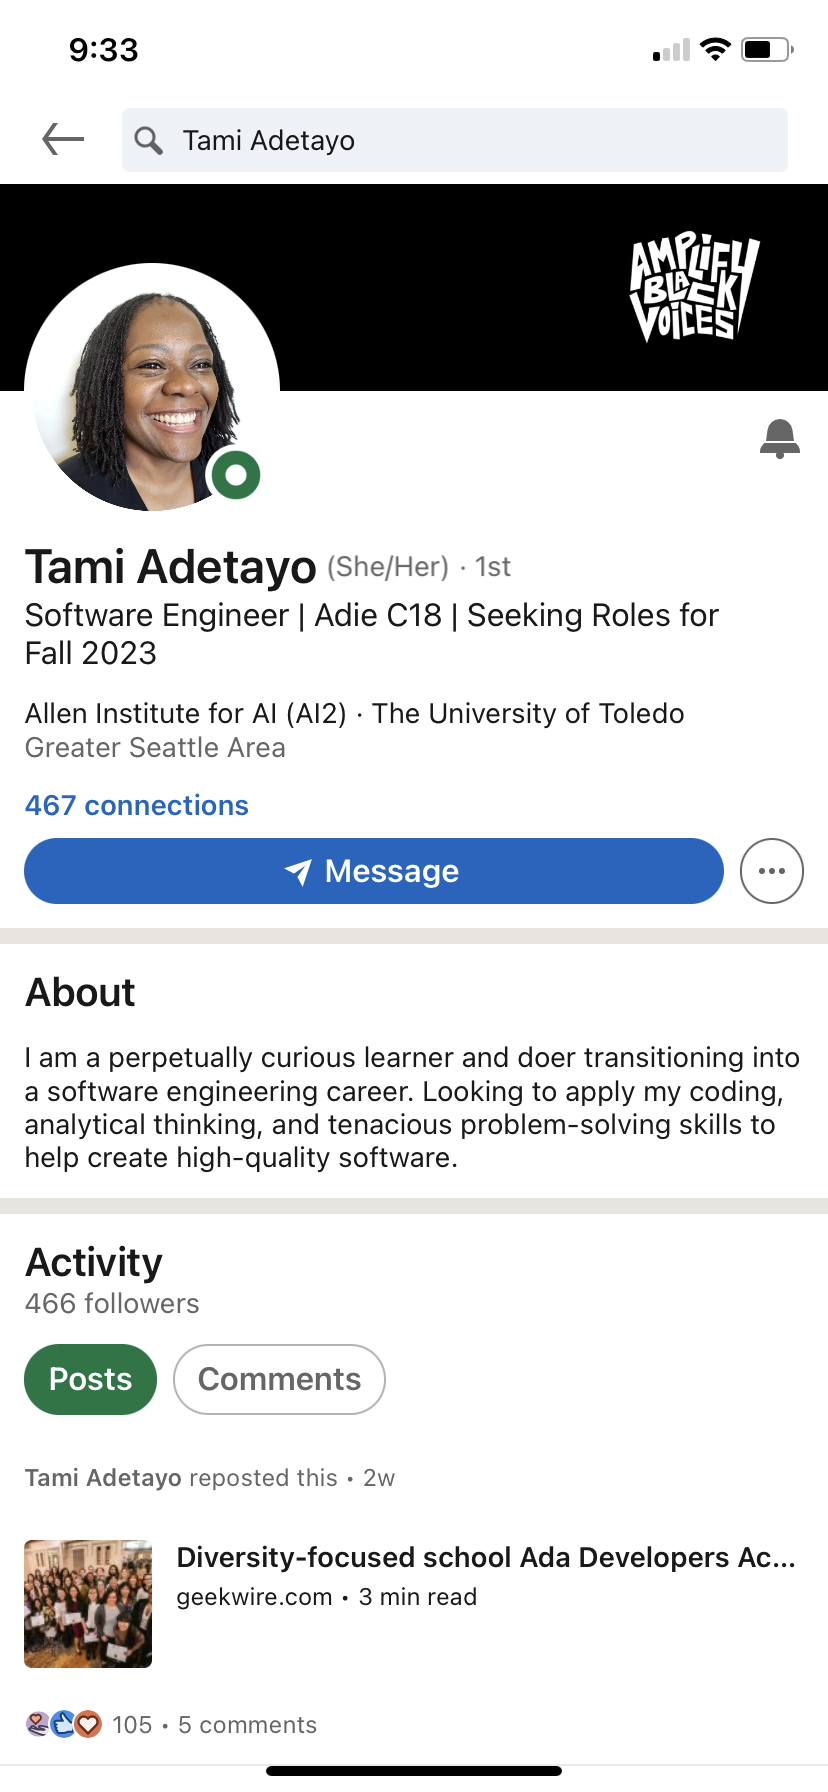 9:33
Tami Adetayo
AMPLIFY
BLACK
VOICES
Tami Adetayo (She/Her) · 1st
Software Engineer | Adie C18 | Seeking Roles for
Fall 2023
Allen Institute for AI (AI2) · The University of Toledo
Greater Seattle Area
467 connections
Message
About
I am a perpetually curious learner and doer transitioning into
a software engineering career. Looking to apply my coding,
analytical thinking, and tenacious problem-solving skills to
help create high-quality software.
Activity
466 followers
Posts
Comments
Tami Adetayo reposted this • 2w
Diversity-focused school Ada Developers Ac...
geekwire.com • 3 min read
105 • 5 comments